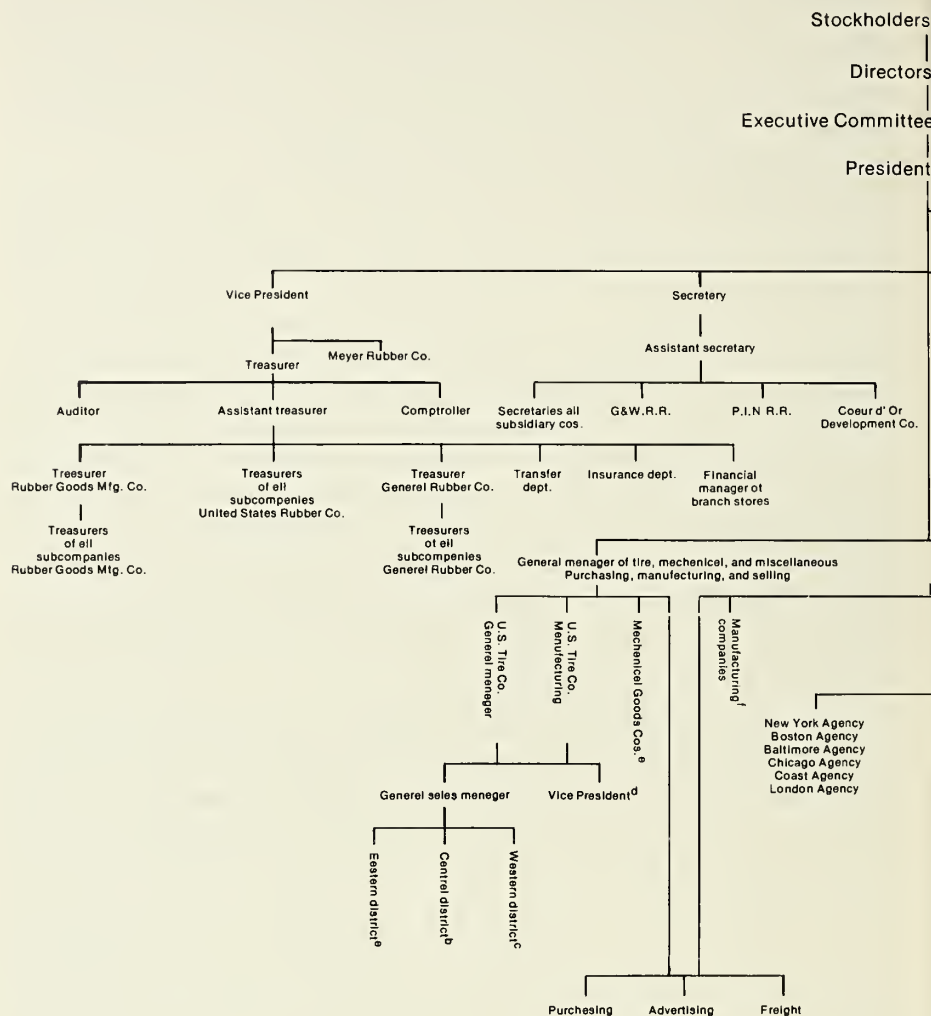 Stockholders
Directors
Executive Committee
President
Vice President
Secretery
Meyer Rubber Co.
Treasurer
Assistant secretary
Auditor
Assistant treasurer
Comptroller
Secretaries all
subsidiary cos.
G&W.R.R.
P.I.N R.R.
Coeur d' Or
Development Co.
Treesurer
Rubber Goods Mfg. Co.
Treasurers
of ell
subcompenies
United States Rubber Co.
Treasurer
Generel Rubber Co.
Transfer
dept.
Insurance dept.
Financial
manager ot
branch stores
Treasurers
of ell
subcompanies
Rubber Goods Mtg. Co.
Treesurers
of ell
subcompenies
Generel Rubber Co.
General menager of tire, mechenicel, and miscellaneous
Purchasing, manufacturing, and selling
U.S. Tire Co.
Generel meneger
U.S. Tire Co.
Menufecturing
Mechenicel Goods Cos.e
Manufacturingf
companies
New York Agency
Boston Agency
Baltimore Agency
Chicago Agency
Coast Agency
London Agency
Generel seles meneger
Vice Presidentd
Eestern districte
Centrel districtb
Western districtc
Purchesing
Advertising
Freight